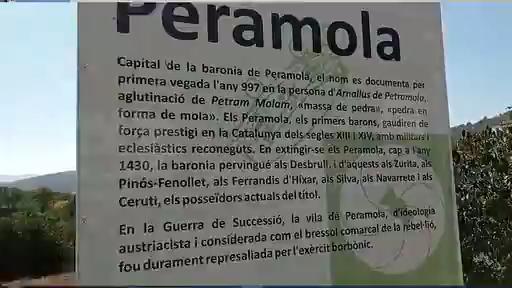 Peramola
Capital de la baronia de Peramola, el nom es documenta per
primera vegada l'any 997 en la persona d'Arnallus de Petramola,
aglutinació de Petram Molam, «massa de pedra», «pedra en
forma de mola». Els Peramola, els primers barons, gaudiren de
força prestigi en la Catalunya dels segles XIII i XIV, amb militars i
eclesiàstics reconeguts. En extingir-se els Peramola, cap a l'any
1430, la baronia pervingué als Desbrull, i d'aquests als Zurita, als
Pinós-Fenollet, als Ferrandis d'Híxar, als Silva, als Navarrete i als
Ceruti, els posseïdors actuals del títol.
En la Guerra de Successió, la vila de Peramola, d'ideologia
austriacista i considerada com el bressol comarcal de la rebel·lió,
fou durament represaliada per l'exèrcit borbònic.